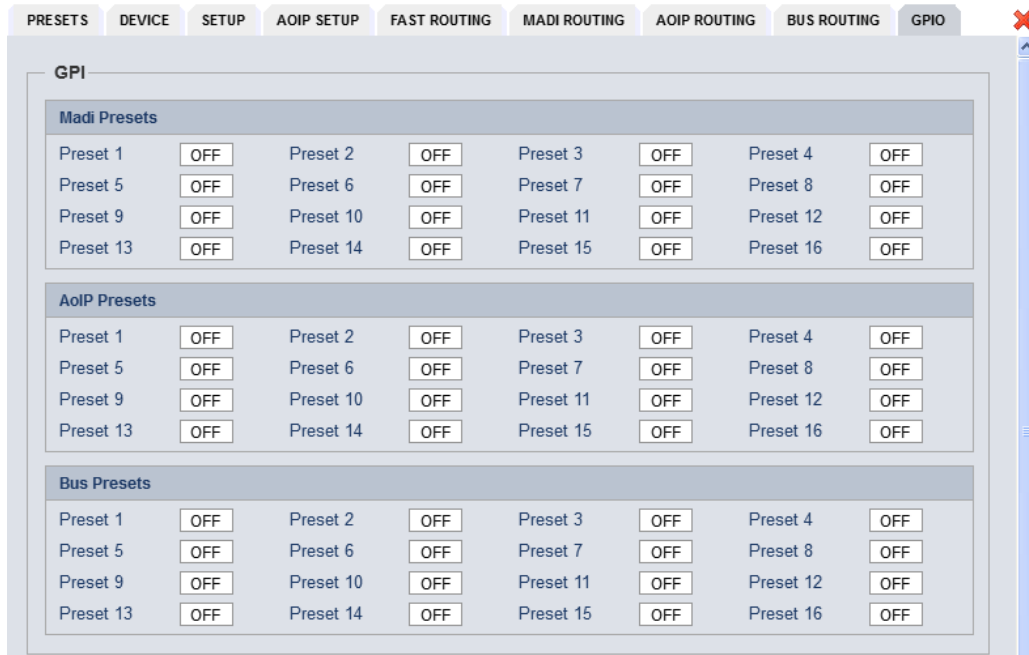 PRESETS DEVICE SETUP AOIP SETUP FAST ROUTING MADI ROUTING AOIP ROUTING BUS ROUTING GPIO
GPI
Madi Presets
Preset 1 OFF Preset 2 OFF Preset 3 OFF Preset 4 OFF
Preset 5 OFF Preset 6 OFF Preset 7 OFF Preset 8 OFF
Preset 9 OFF Preset 10 OFF Preset 11 OFF Preset 12 OFF
Preset 13 OFF Preset 14 OFF Preset 15 OFF Preset 16 OFF
AoIP Presets
Preset 1 OFF Preset 2 OFF Preset 3 OFF Preset 4 OFF
Preset 5 OFF Preset 6 OFF Preset 7 OFF Preset 8 OFF
Preset 9 OFF Preset 10 OFF Preset 11 OFF Preset 12 OFF
Preset 13 OFF Preset 14 OFF Preset 15 OFF Preset 16 OFF
Bus Presets
Preset 1 OFF Preset 2 OFF Preset 3 OFF Preset 4 OFF
Preset 5 OFF Preset 6 OFF Preset 7 OFF Preset 8 OFF
Preset 9 OFF Preset 10 OFF Preset 11 OFF Preset 12 OFF
Preset 13 OFF Preset 14 OFF Preset 15 OFF Preset 16 OFF